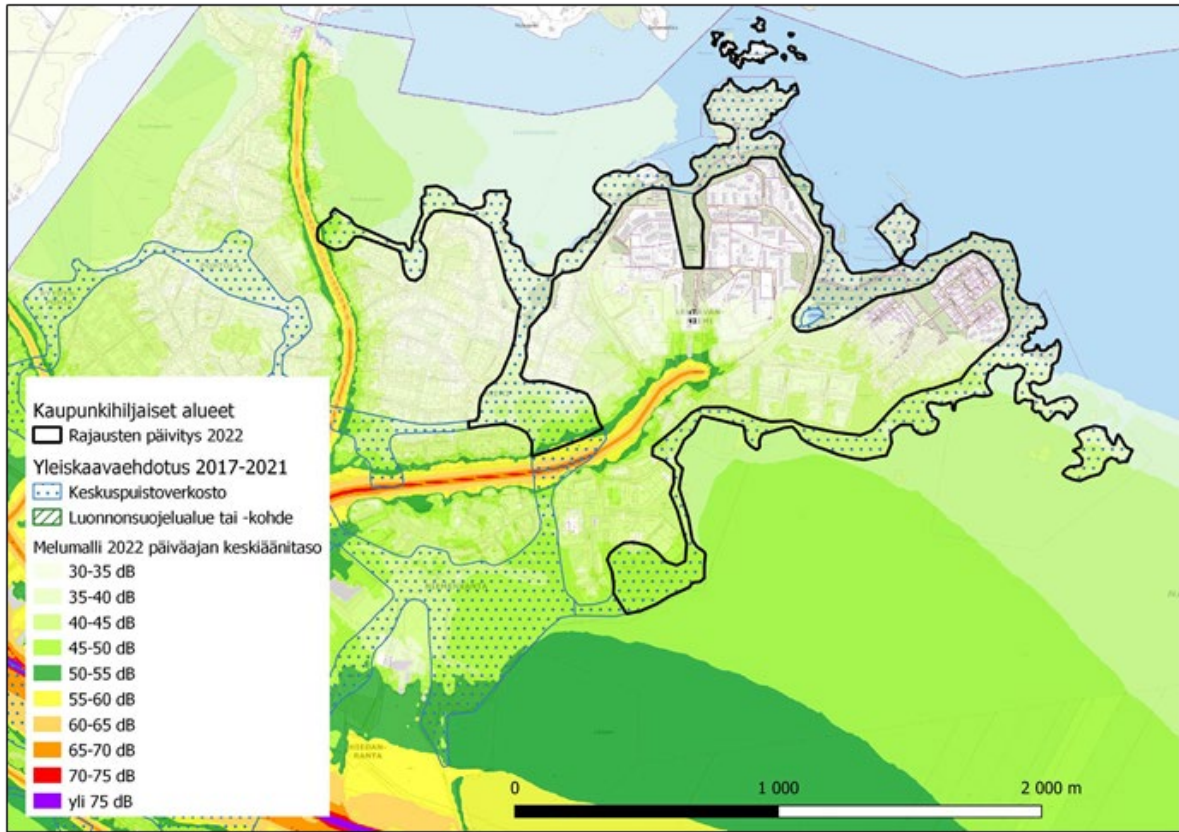 Kaupunkihiljaiset alueet
Rajausten päivitys 2022
Yleiskaavaehdotus 2017-2021
Keskuspuistoverkosto
Luonnonsuojelualue tai -kohde
Melumalli 2022 päiväajan keskiäänitaso
30-35 dB
35-40 dB
40-45 dB
45-50 dB
50-55 dB
55-60 dB
60-65 dB
65-70 dB
70-75 dB
yli 75 dB
0 1 000 2 000 m